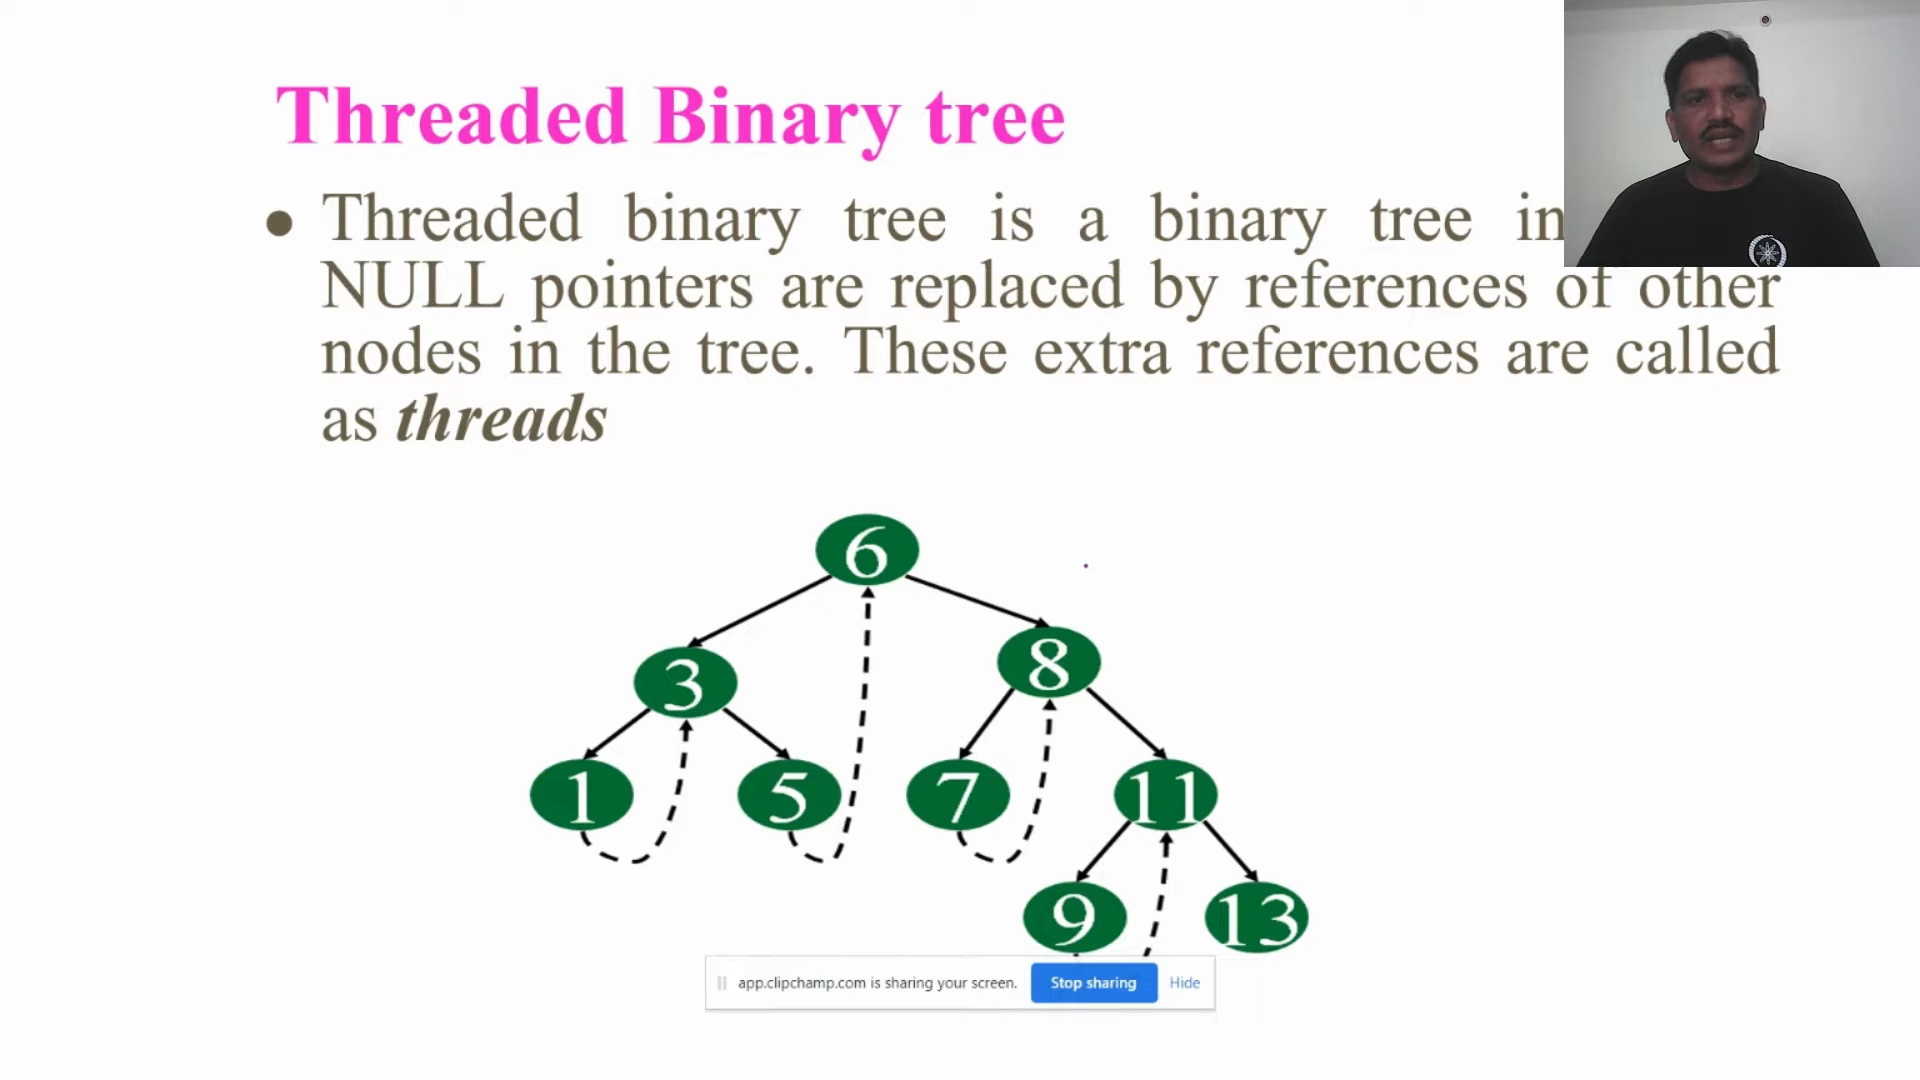 Threaded Binary tree
● Threaded binary tree is a binary tree in
NULL pointers are replaced by references of other
nodes in the tree. These extra references are called
as threads
6
3
8
1
5
7
11
9
13
app.clipchamp.com is sharing your screen.
Stop sharing
Hide